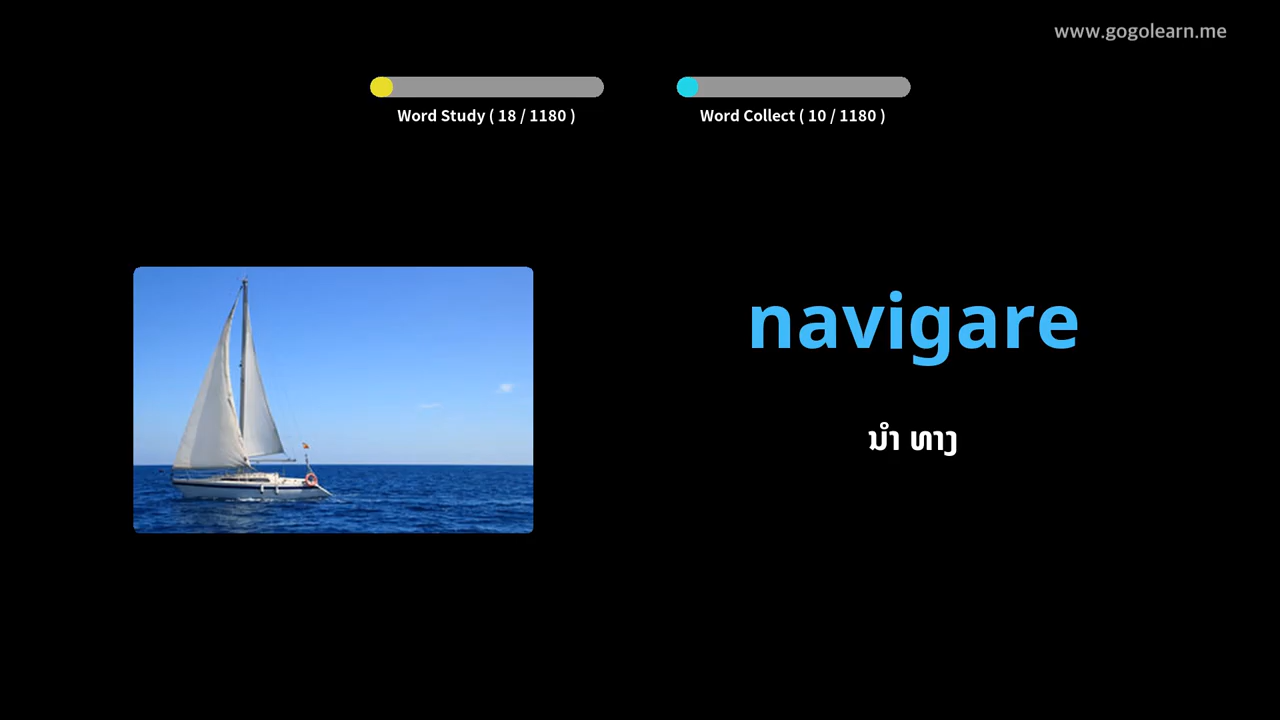 www.gogolearn.me
Word Study ( 18 / 1180 )
Word Collect ( 10 / 1180 )
navigare
ນໍາ ທາງ